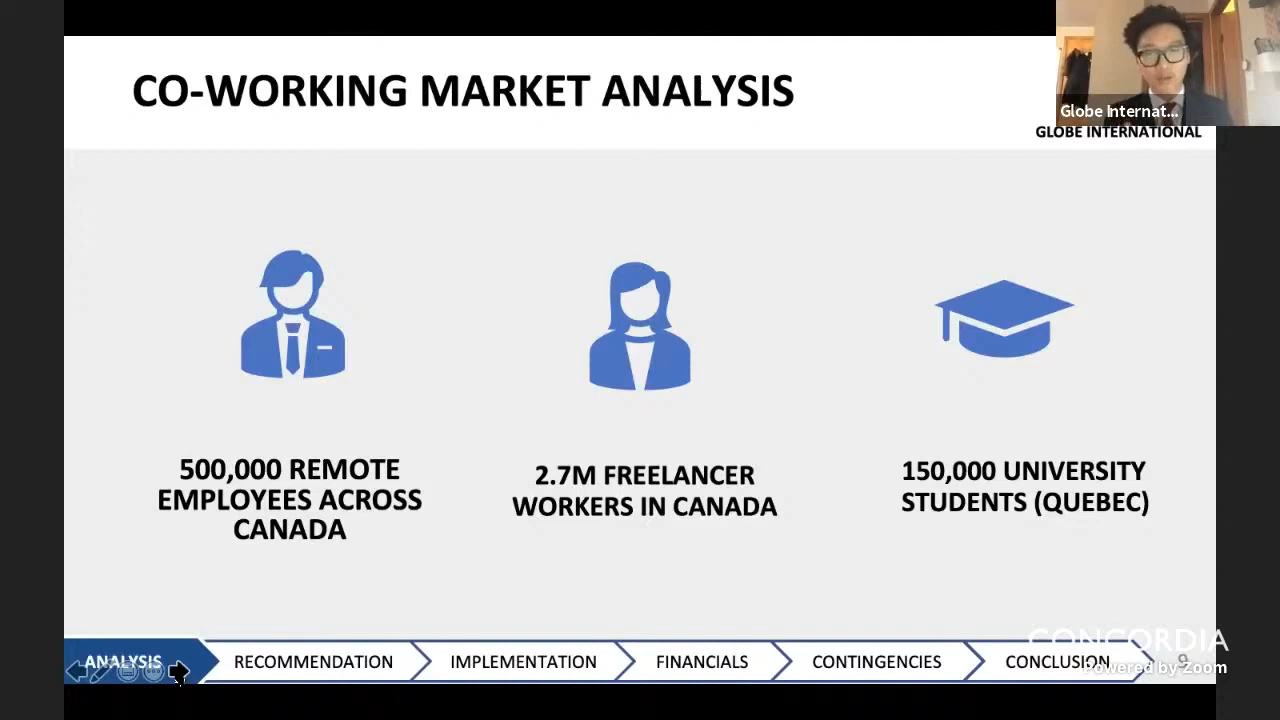 CO-WORKING MARKET ANALYSIS
Globe Internat...
GLOBE INTERNATIONAL
500,000 REMOTE
EMPLOYEES ACROSS
CANADA
2.7M FREELANCER
WORKERS IN CANADA
150,000 UNIVERSITY
STUDENTS (QUEBEC)
ANALYSIS
RECOMMENDATION
IMPLEMENTATION
FINANCIALS
CONTINGENCIES
CONCLUSION
9
CONCORDIA
Powered by Zoom